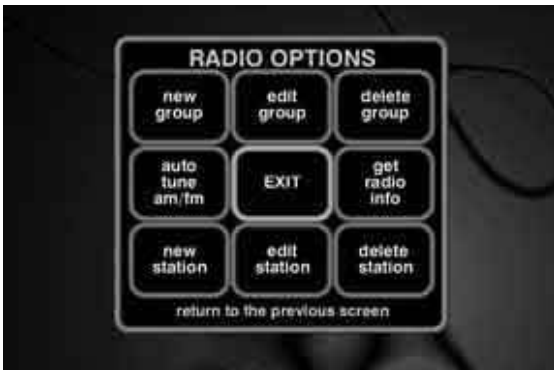 RADIO OPTIONS
new
group
edit
group
delete
group
auto
tune
am/fm
EXIT
get
radio
info
new
station
edit
station
delete
station
return to the previous screen